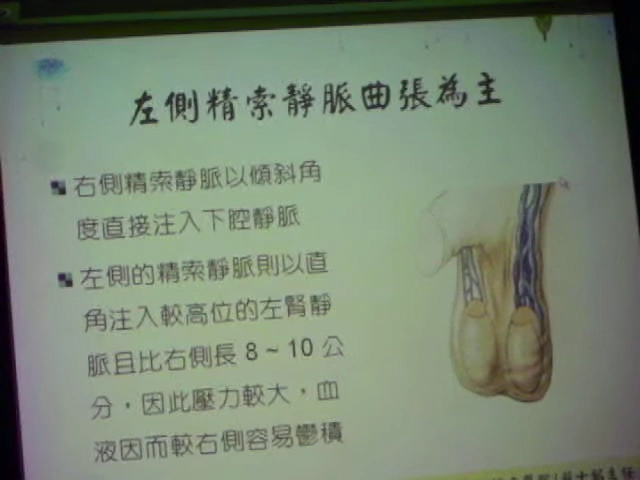 左側精索靜脈曲張為主
右側精索靜脈以傾斜角
度直接注入下腔靜脈
左側的精索靜脈則以直
角注入較高位的左腎靜
脈且比右側長 8 ~ 10 公
分,因此壓力較大,血
液因而較右側容易鬱積